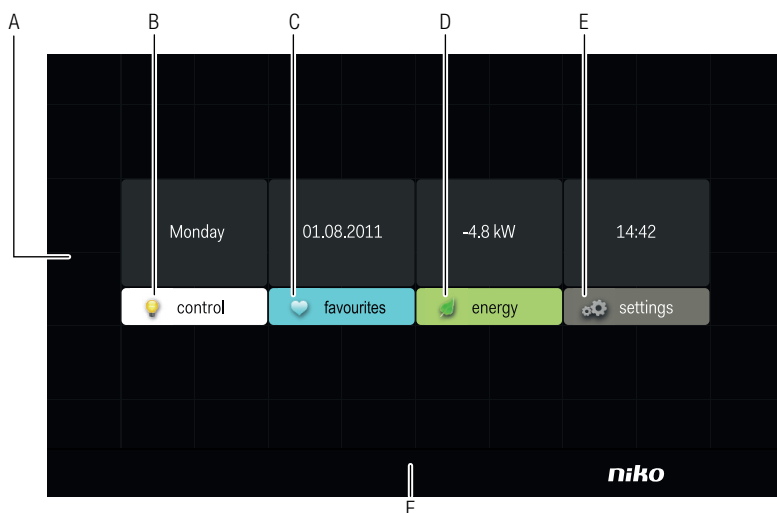 A B C D E
Monday 01.08.2011 -4.8 kW 14:42
control favourites energy settings
niko
F